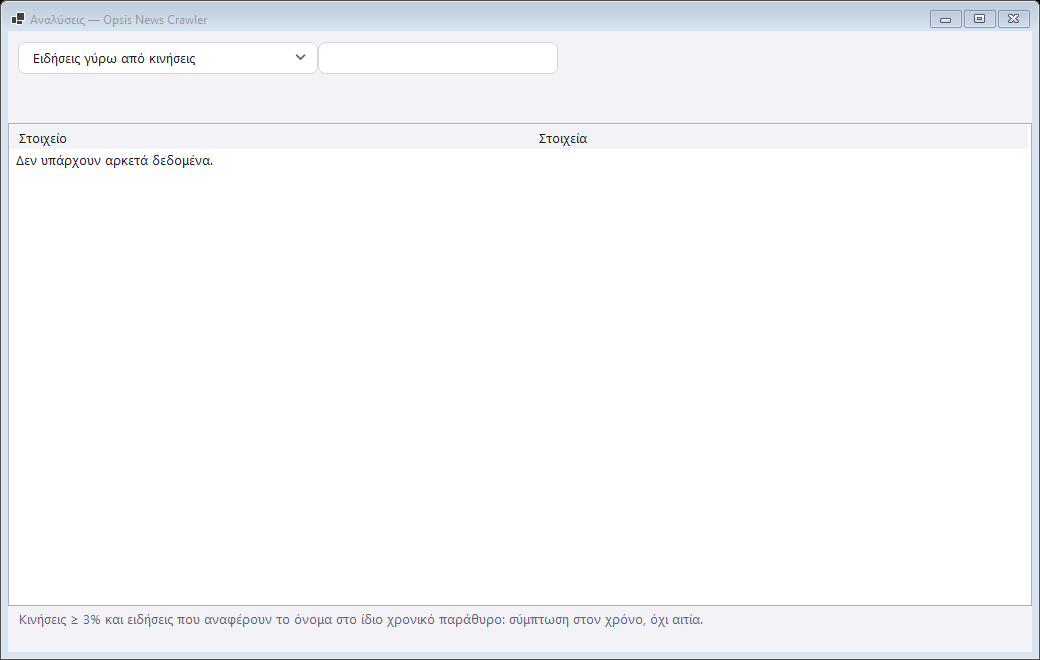 Αναλύσεις — Opsis News Crawler
Ειδήσεις γύρω από κινήσεις
Στοιχείο Στοιχεία
Δεν υπάρχουν αρκετά δεδομένα.
Κινήσεις ≥ 3% και ειδήσεις που αναφέρουν το όνομα στο ίδιο χρονικό παράθυρο: σύμπτωση στον χρόνο, όχι αιτία.